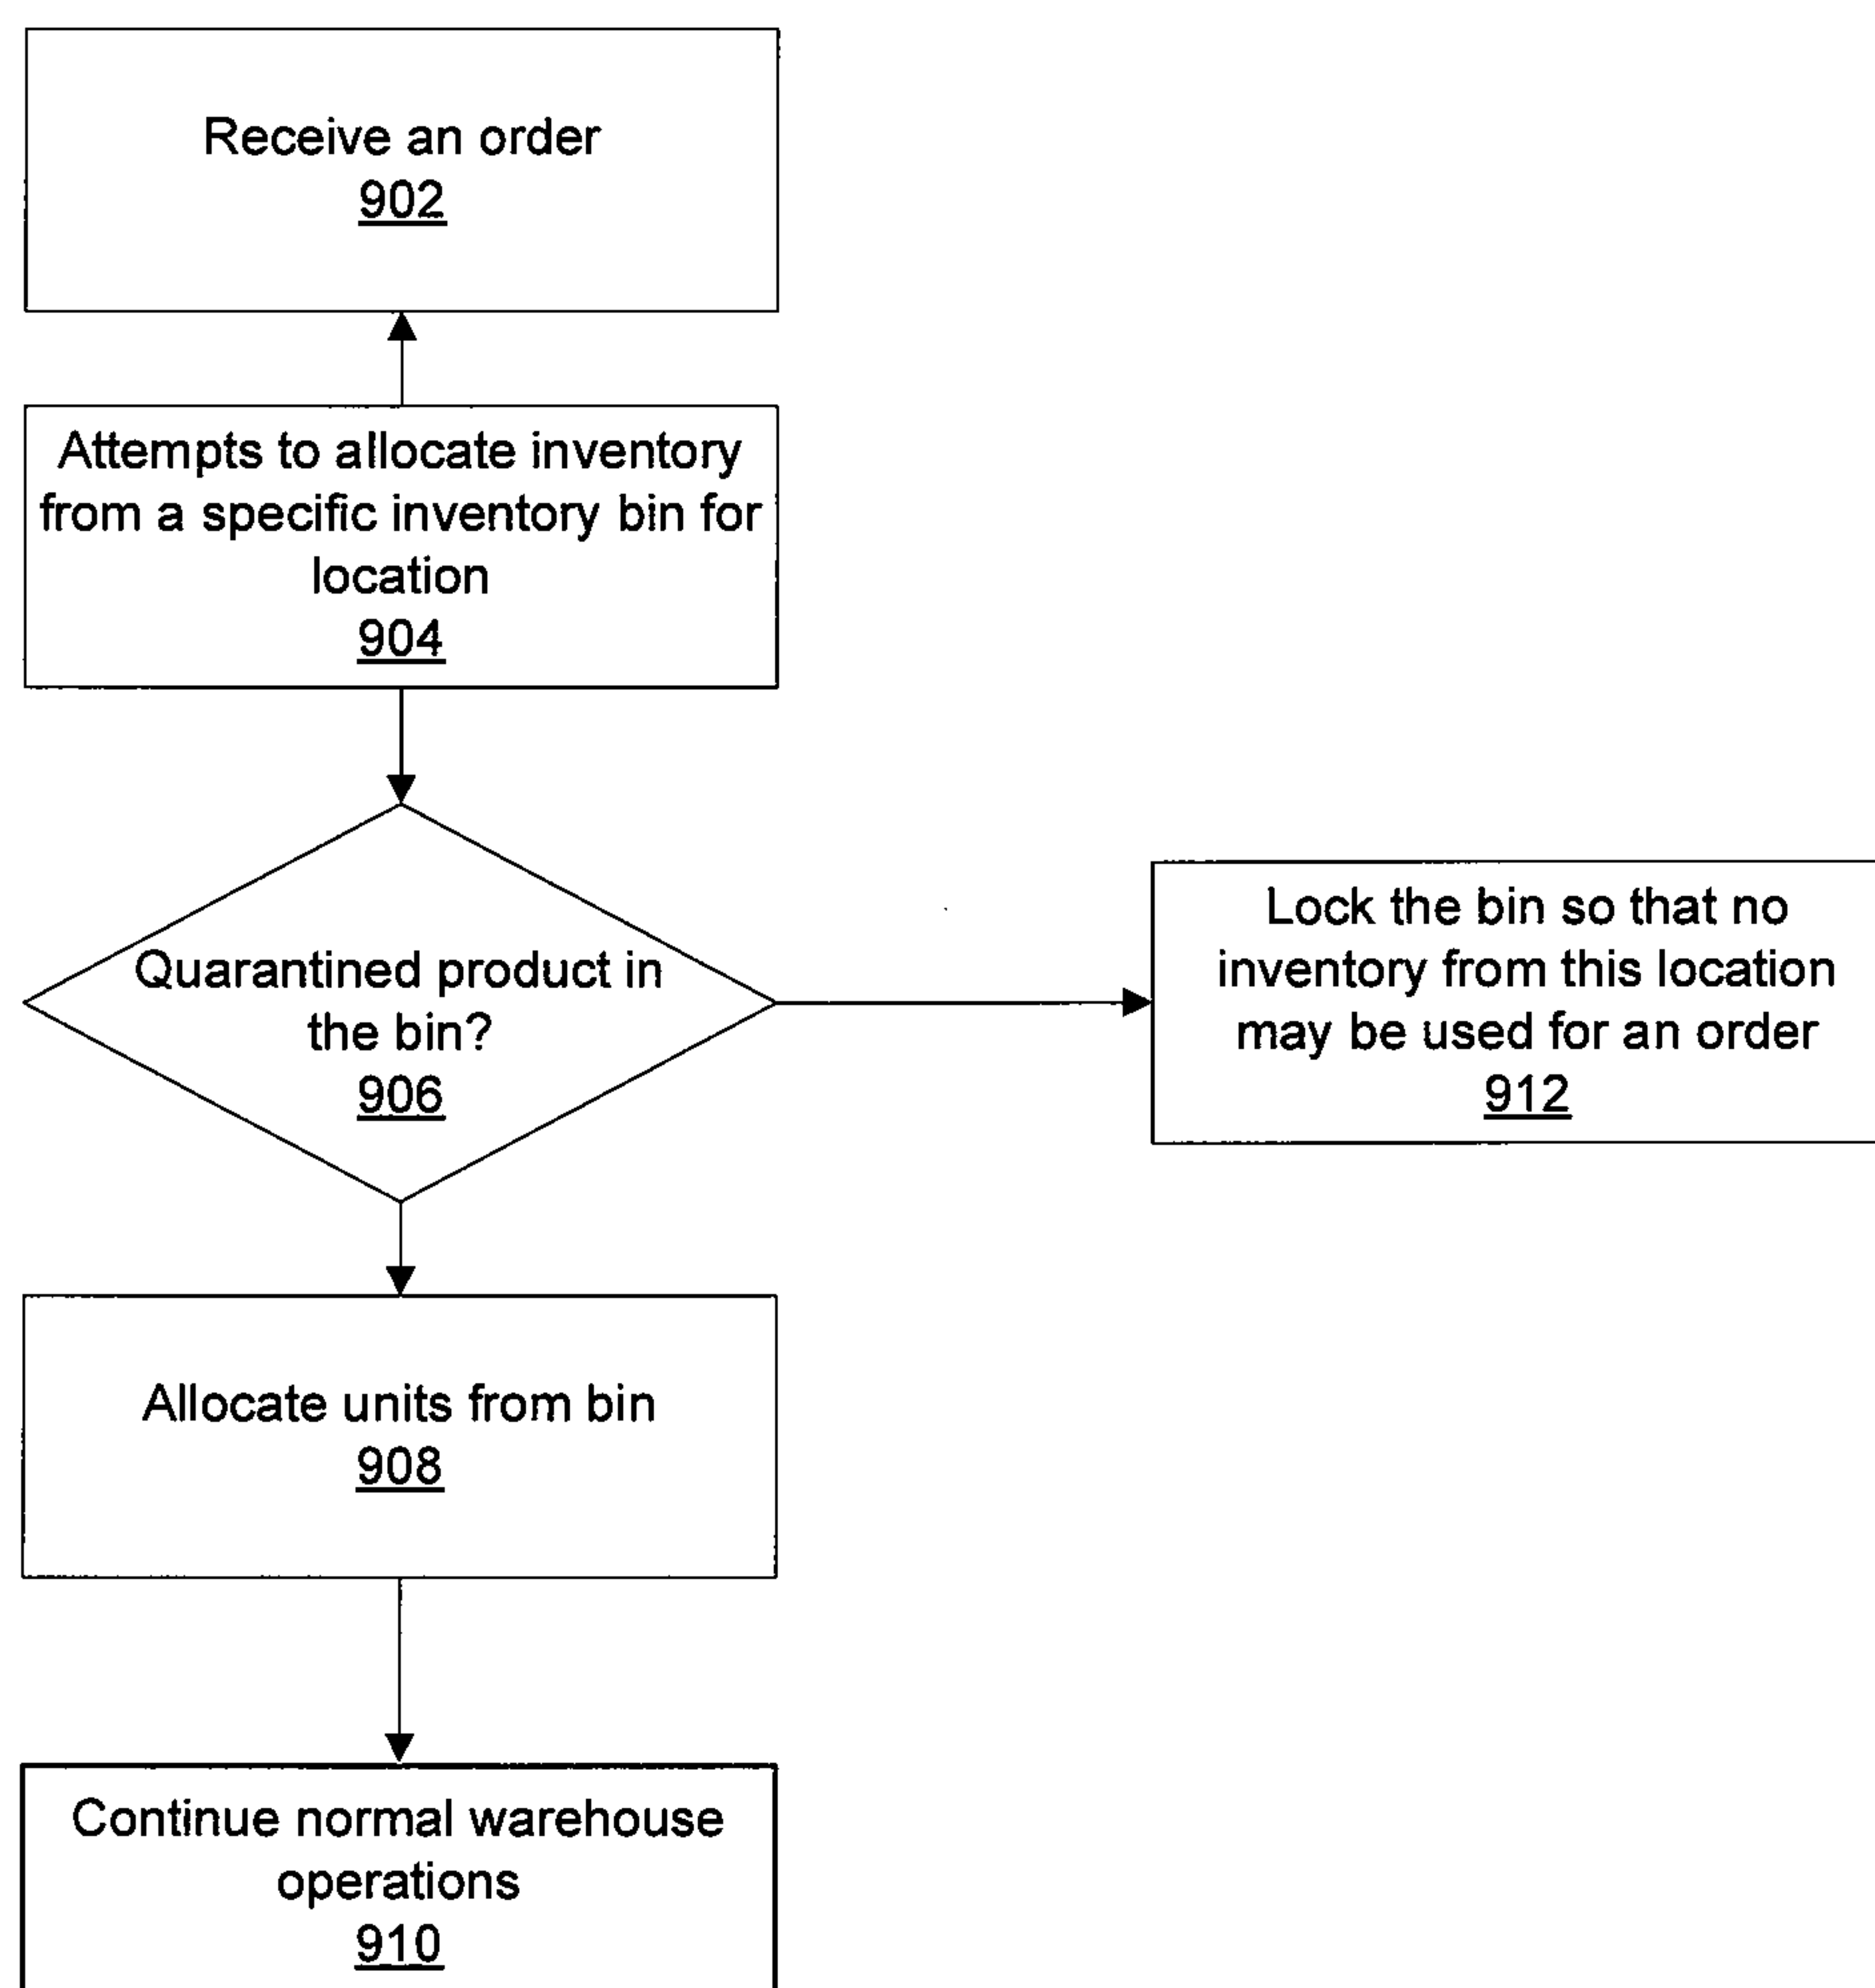 Receive an order
902
Attempts to allocate inventory
from a specific inventory bin for
location
904
Quarantined product in
the bin?
906
Lock the bin so that no
inventory from this location
may be used for an order
912
Allocate units from bin
908
Continue normal warehouse
operations
910